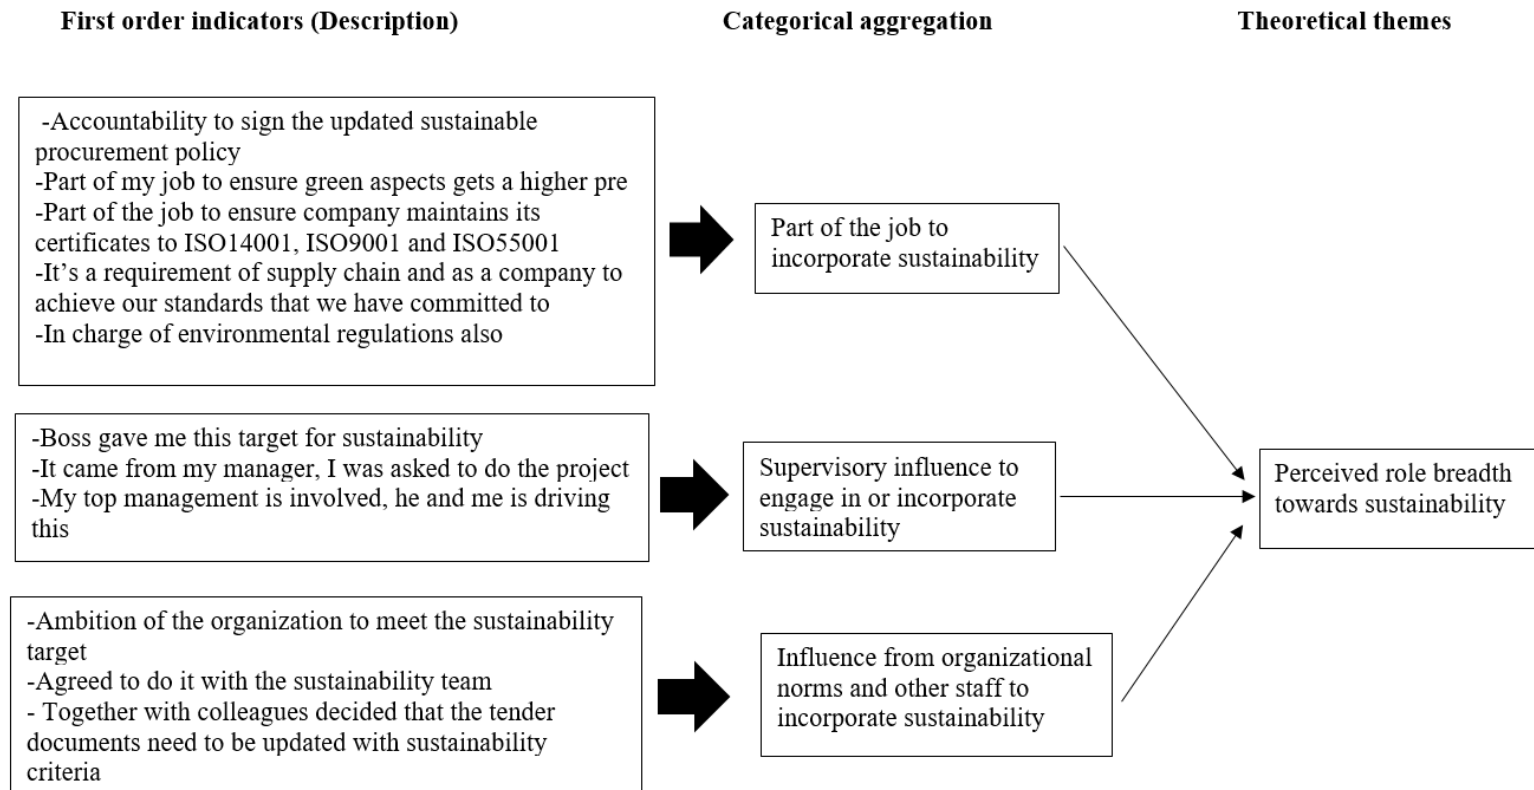 First order indicators (Description)
Categorical aggregation
Theoretical themes
-Accountability to sign the updated sustainable
procurement policy
-Part of my job to ensure green aspects gets a higher pre
-Part of the job to ensure company maintains its
certificates to ISO14001, ISO9001 and ISO55001
-It’s a requirement of supply chain and as a company to
achieve our standards that we have committed to
-In charge of environmental regulations also
Part of the job to
incorporate sustainability
-Boss gave me this target for sustainability
-It came from my manager, I was asked to do the project
-My top management is involved, he and me is driving
this
Supervisory influence to
engage in or incorporate
sustainability
Perceived role breadth
towards sustainability
-Ambition of the organization to meet the sustainability
target
-Agreed to do it with the sustainability team
- Together with colleagues decided that the tender
documents need to be updated with sustainability
criteria
Influence from organizational
norms and other staff to
incorporate sustainability